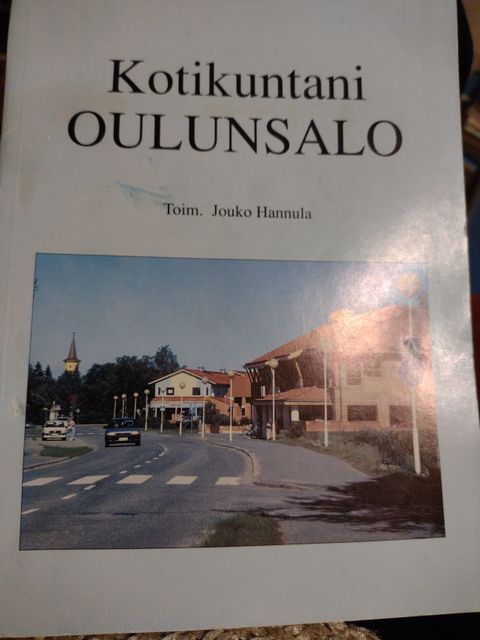 Kotikuntani
OULUNSALO
Toim. Jouko Hannula